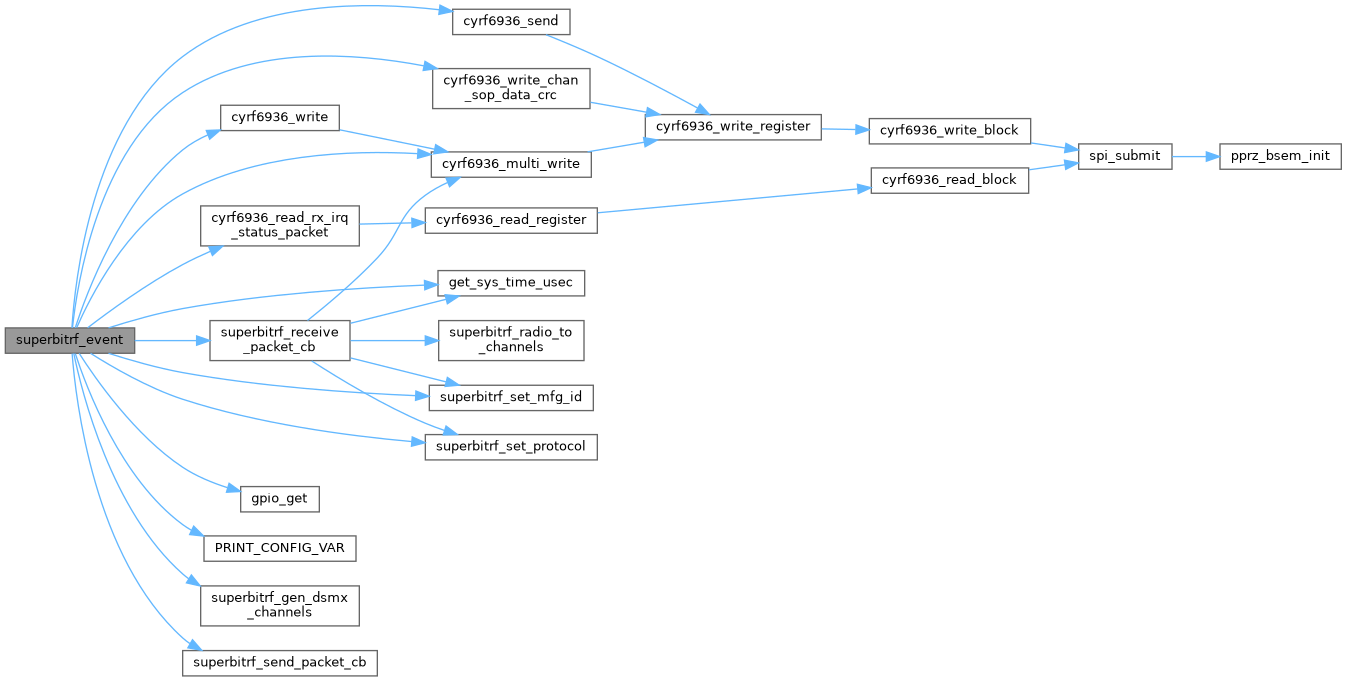 cyrf6936_send
cyrf6936_write_chan
_sop_data_crc
cyrf6936_write
cyrf6936_write_register
cyrf6936_write_block
cyrf6936_multi_write
spi_submit
pprz_bsem_init
cyrf6936_read_block
cyrf6936_read_rx_irq
_status_packet
cyrf6936_read_register
get_sys_time_usec
superbitrf_event
superbitrf_receive
_packet_cb
superbitrf_radio_to
_channels
superbitrf_set_mfg_id
superbitrf_set_protocol
gpio_get
PRINT_CONFIG_VAR
superbitrf_gen_dsmx
_channels
superbitrf_send_packet_cb